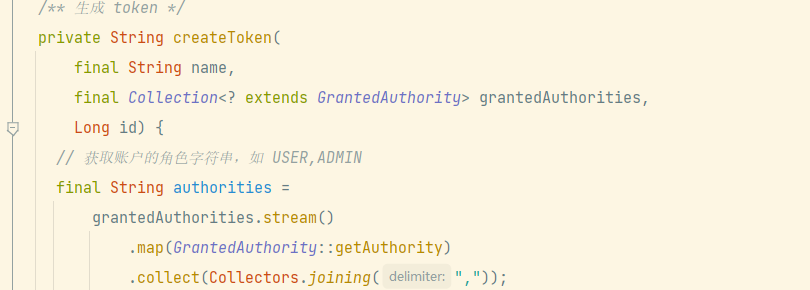 /** 生成 token */
private String createToken(
final String name,
final Collection<? extends GrantedAuthority> grantedAuthorities,
Long id) {
// 获取账户的角色字符串，如 USER,ADMIN
final String authorities =
grantedAuthorities.stream()
.map(GrantedAuthority::getAuthority)
.collect(Collectors.joining( delimiter: ","));